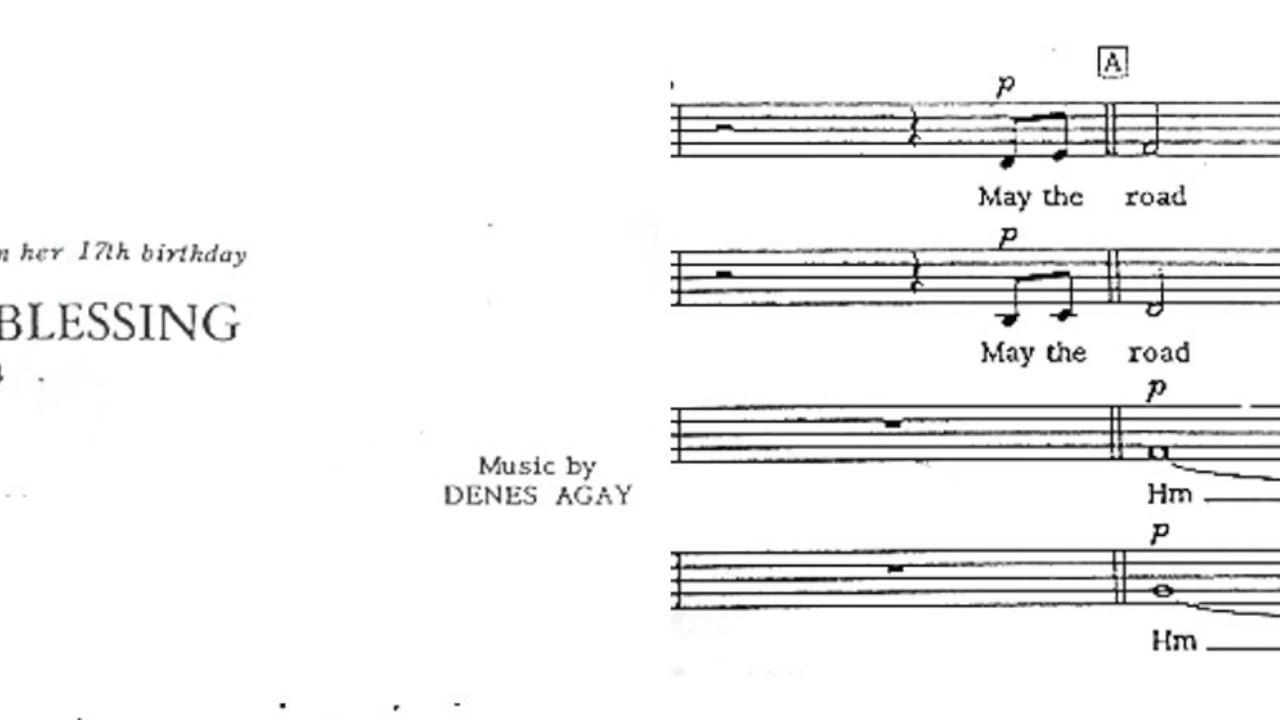 her 17th birthday
BLESSING
Music by
DENES AGAY
A
p
May the road
p
May the road
p
Hm
p
Hm